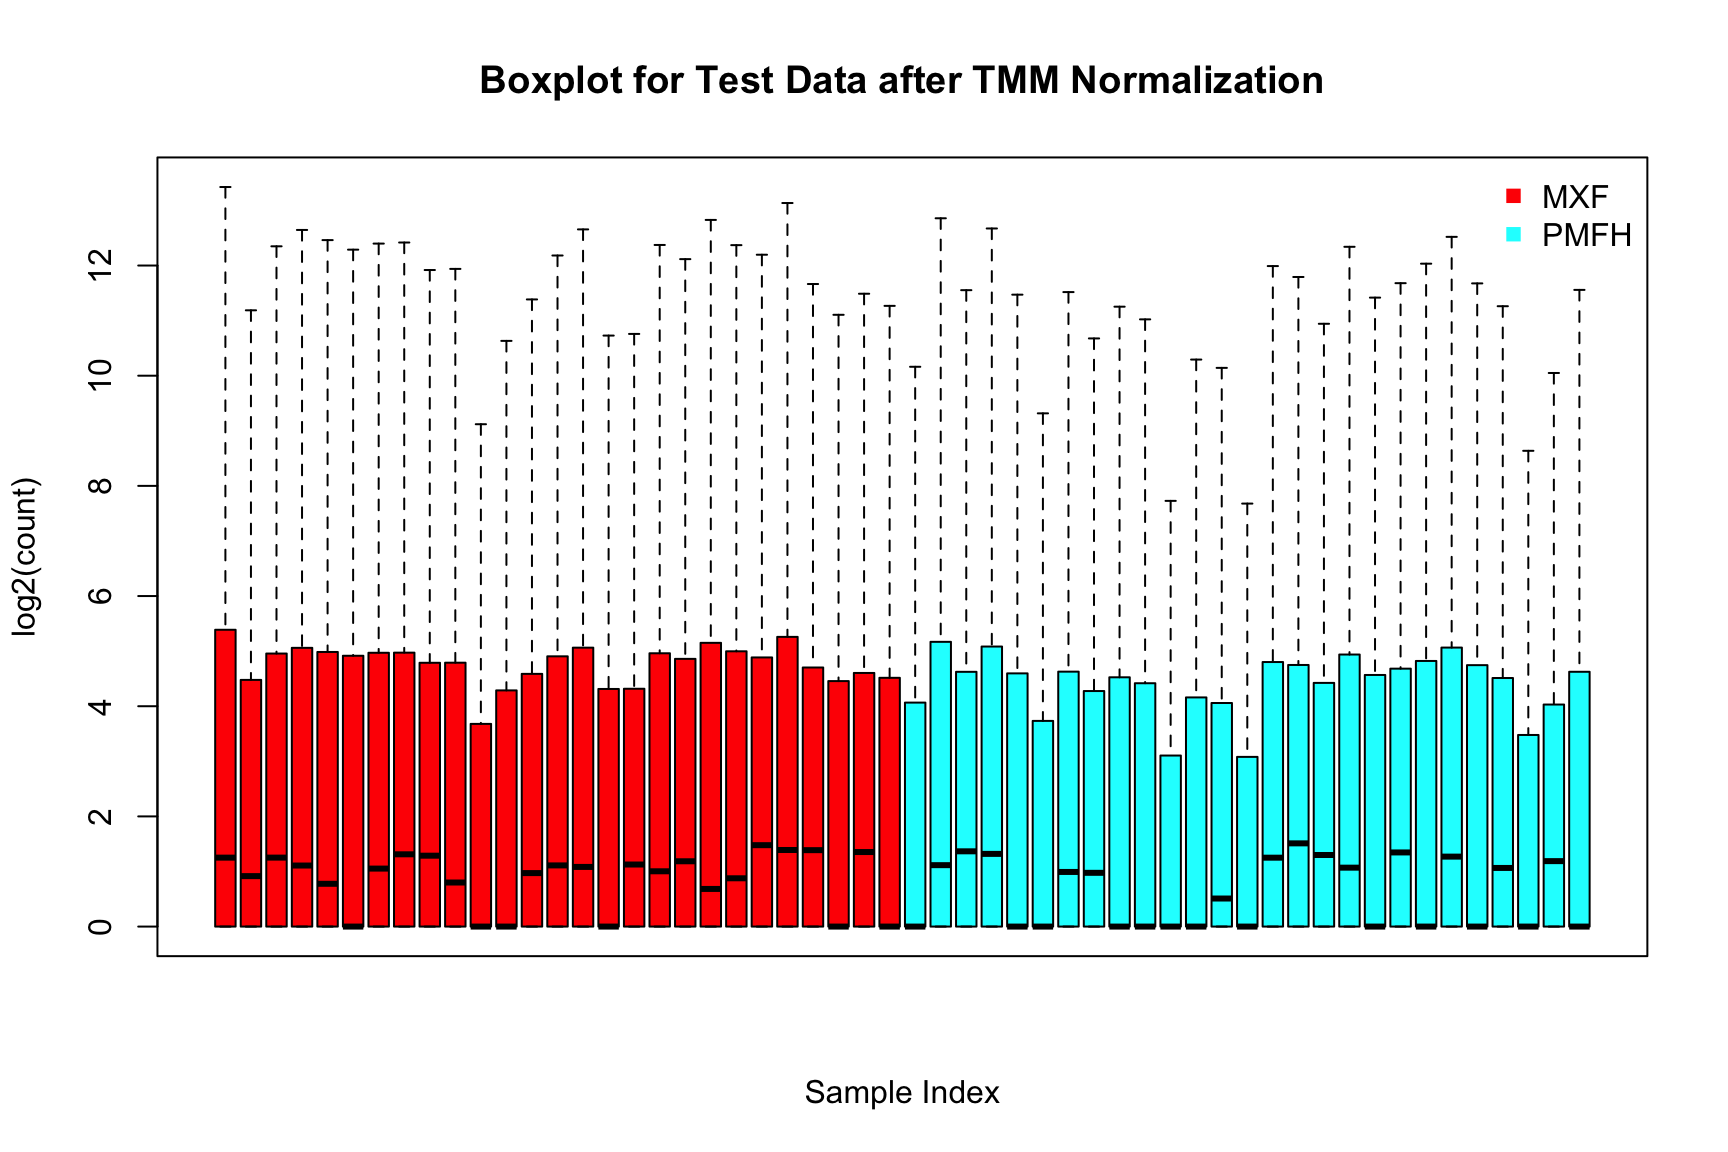 Boxplot for Test Data after TMM Normalization
MXF
PMFH
log2(count)
12
10
8
6
4
2
0
Sample Index